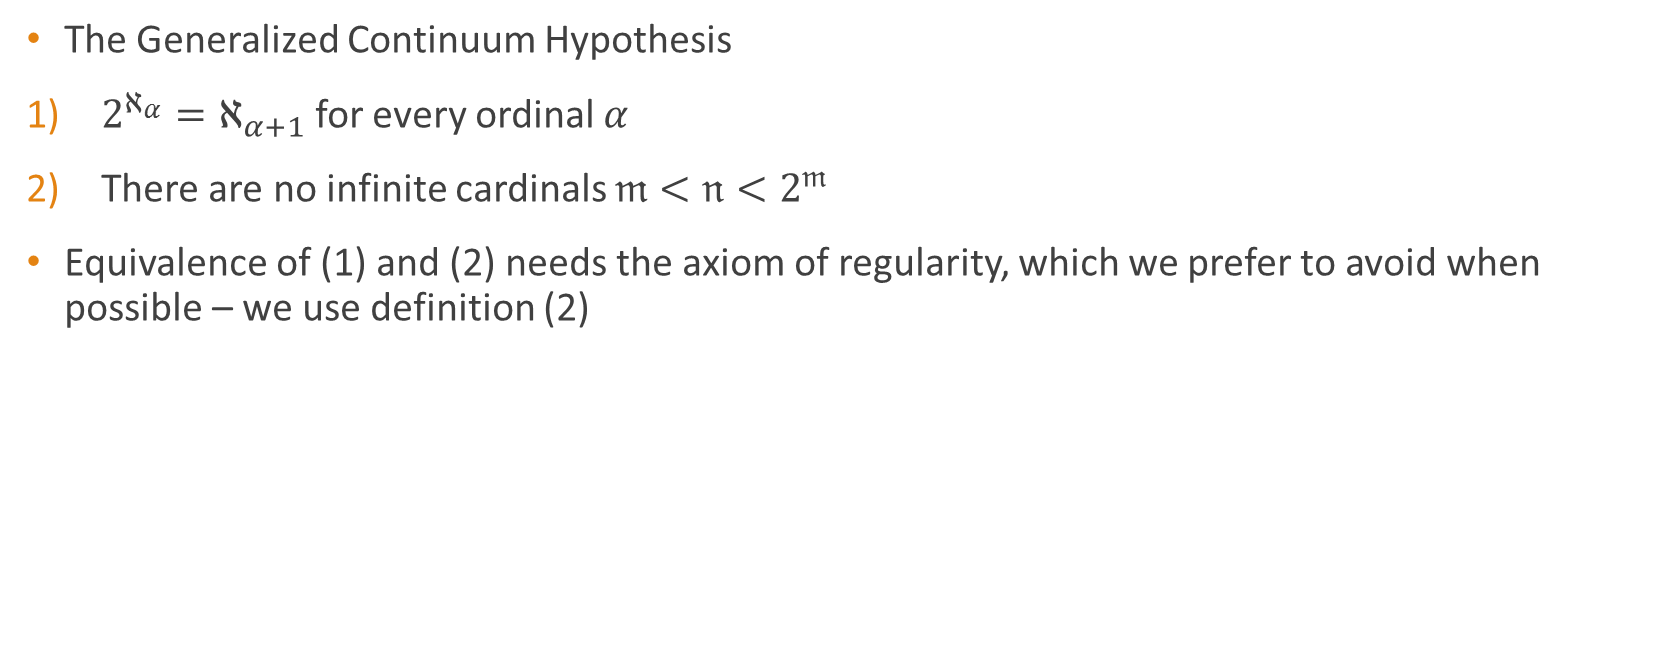 • The Generalized Continuum Hypothesis
1) 2^{ℵ_α} = ℵ_{α+1} for every ordinal α
2) There are no infinite cardinals 𝔪 < 𝔫 < 2^𝔪
• Equivalence of (1) and (2) needs the axiom of regularity, which we prefer to avoid when
possible – we use definition (2)